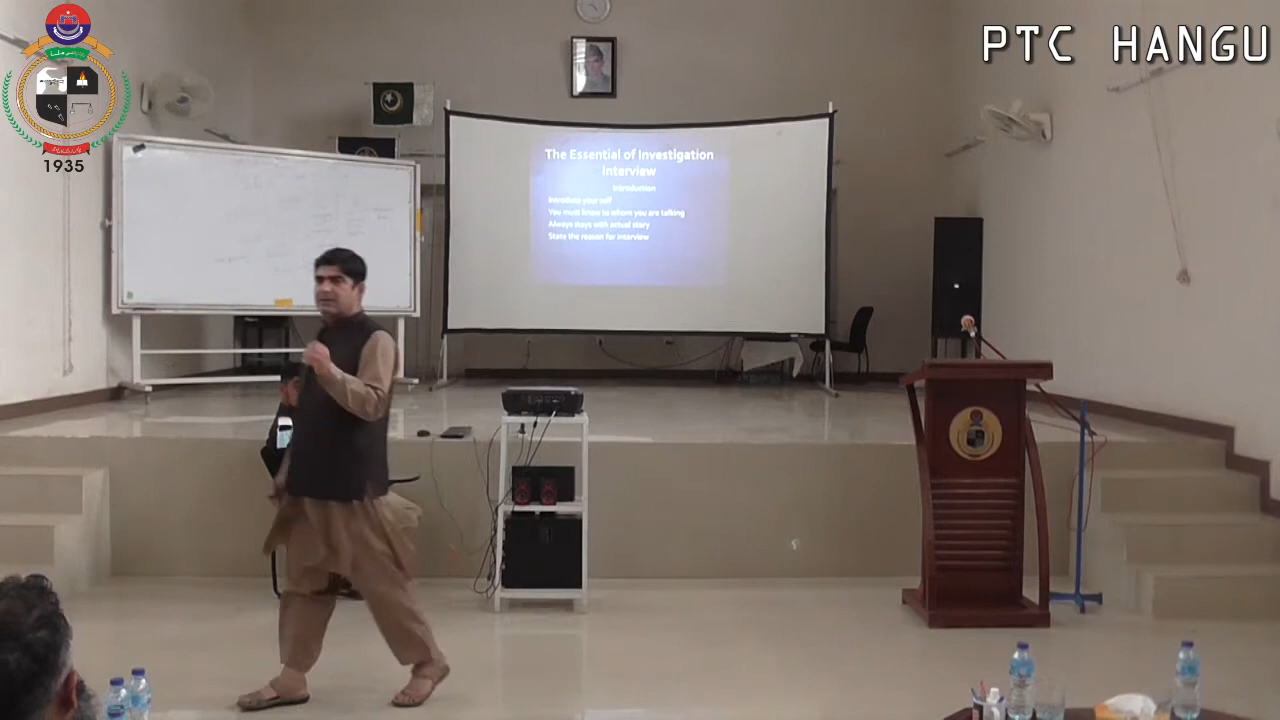 PTC HANGU
1935
The Essential of Investigation
Interview
Introduction
Introduce your self
You must know to whom you are talking
Always stays with actual story
State the reason for interview